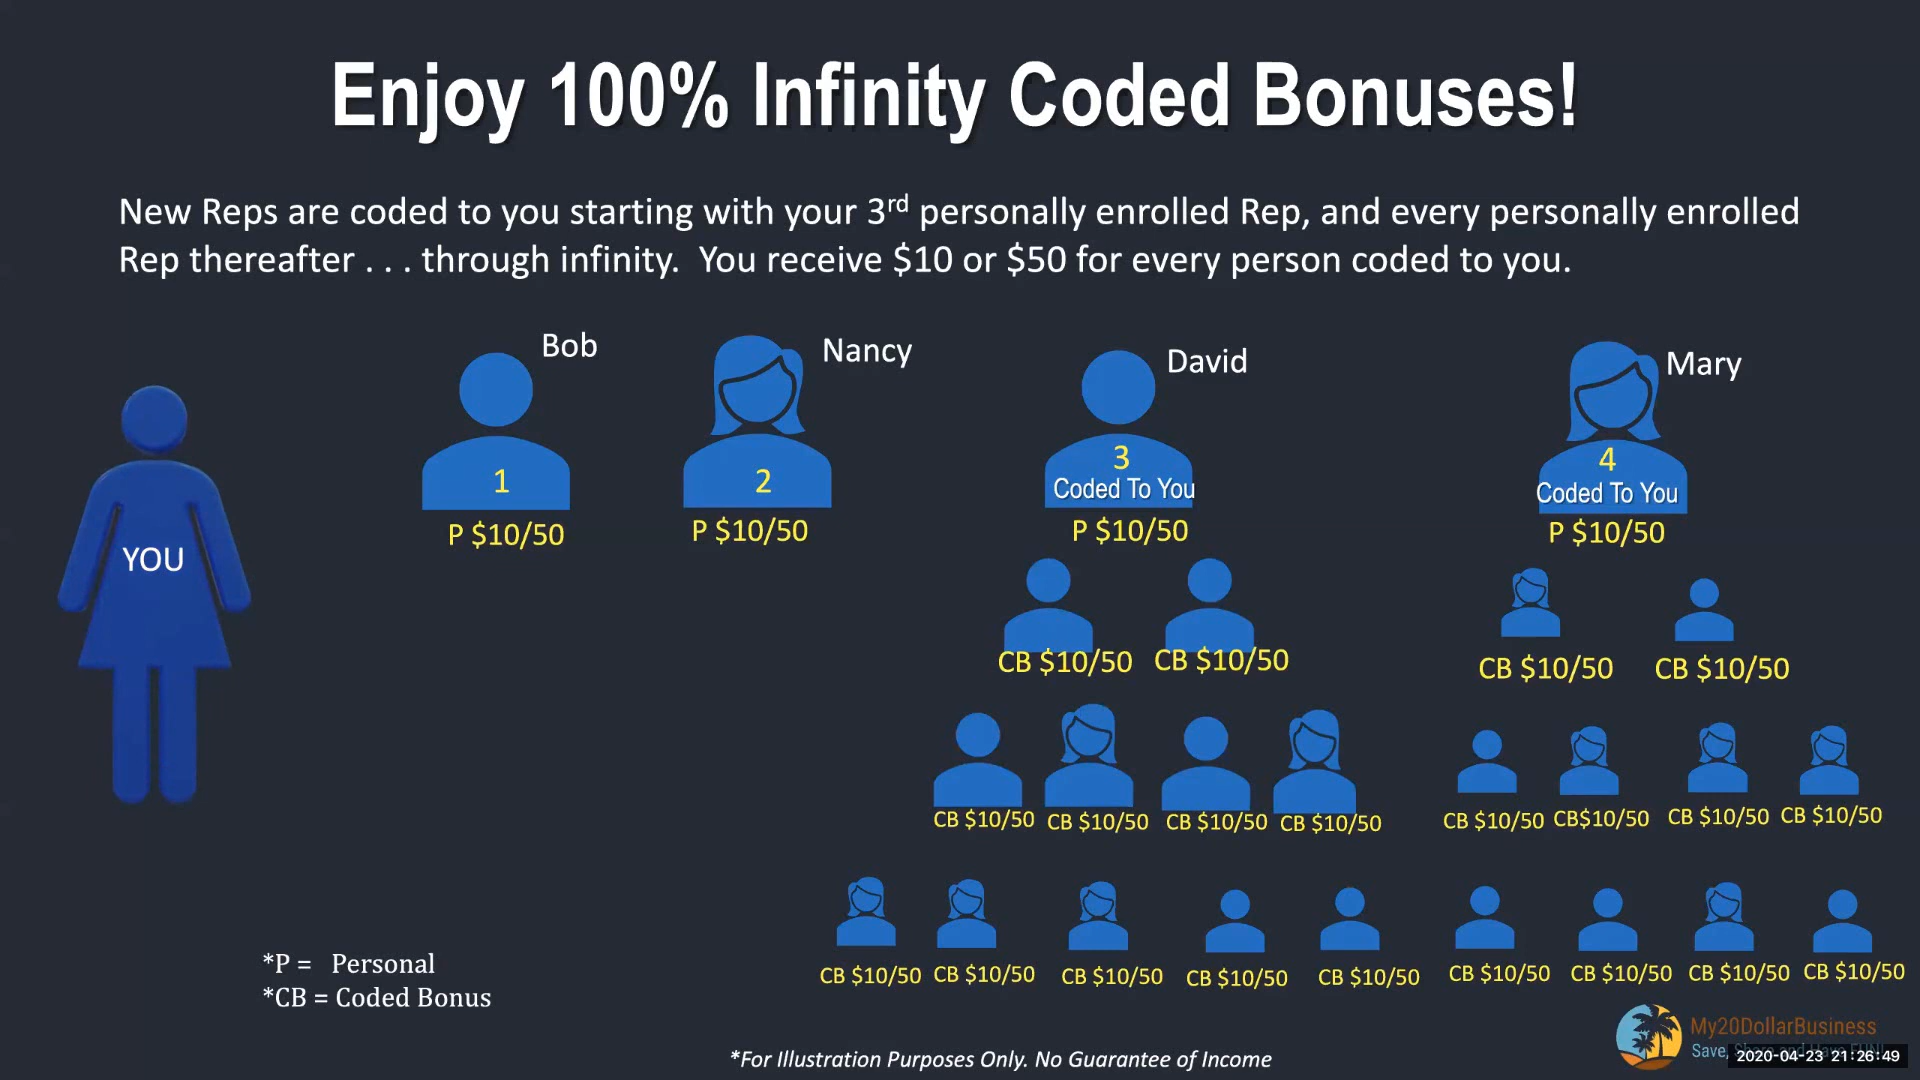 Enjoy 100% Infinity Coded Bonuses!
New Reps are coded to you starting with your 3rd personally enrolled Rep, and every personally enrolled
Rep thereafter . . . through infinity. You receive $10 or $50 for every person coded to you.
Bob
Nancy
David
Mary
1
2
3
Coded To You
4
Coded To You
P $10/50
P $10/50
P $10/50
P $10/50
YOU
CB $10/50 CB $10/50
CB $10/50 CB $10/50
CB $10/50 CB $10/50 CB $10/50 CB $10/50
CB $10/50 CB$10/50 CB $10/50 CB $10/50
CB $10/50 CB $10/50 CB $10/50 CB $10/50 CB $10/50 CB $10/50 CB $10/50 CB $10/50 CB $10/50
*P = Personal
*CB = Coded Bonus
My20DollarBusiness
Save,
2020-04-23 21:26:49
*For Illustration Purposes Only. No Guarantee of Income